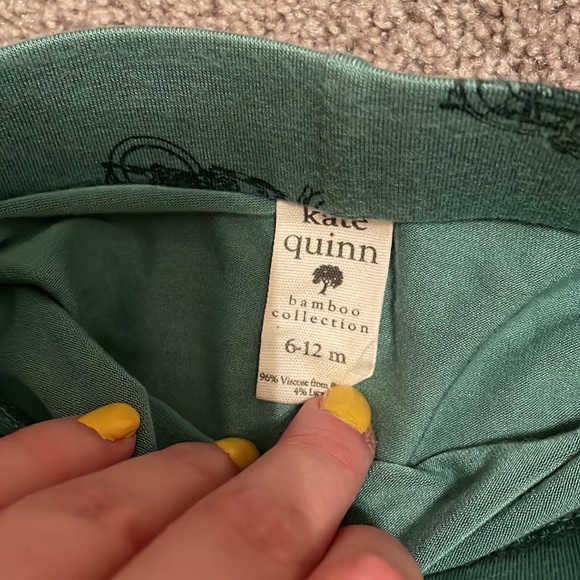 kate
quinn
bamboo
collection
6-12 m
96% Viscose from
4%